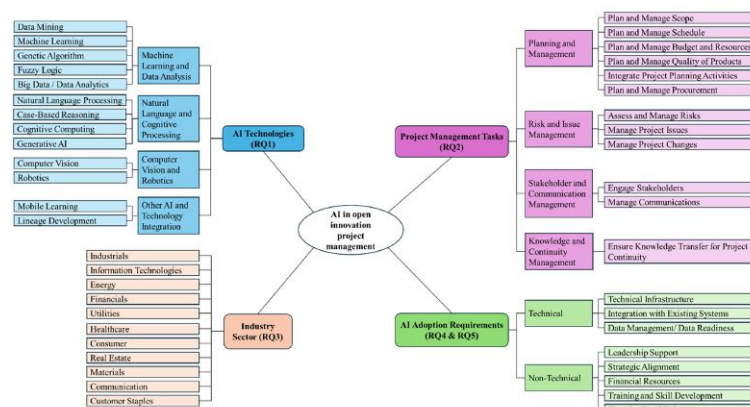 Data Mining
Machine Learning
Genetic Algorithm
Fuzzy Logic
Big Data / Data Analytics
Machine
Learning and
Data Analysis
Natural Language Processing
Case-Based Reasoning
Cognitive Computing
Generative AI
Natural
Language and
Cognitive
Processing
Computer Vision
Robotics
Computer
Vision and
Robotics
Mobile Learning
Lineage Development
Other AI and
Technology
Integration
AI Technologies
(RQ1)
Industrials
Information Technologies
Energy
Financials
Utilities
Healthcare
Consumer
Real Estate
Materials
Communication
Customer Staples
Industry
Sector (RQ3)
AI in open
innovation
project
management
Project Management Tasks
(RQ2)
Planning and
Management
Plan and Manage Scope
Plan and Manage Schedule
Plan and Manage Budget and Resources
Plan and Manage Quality of Products
Integrate Project Planning Activities
Plan and Manage Procurement
Risk and Issue
Management
Assess and Manage Risks
Manage Project Issues
Manage Project Changes
Stakeholder and
Communication
Management
Engage Stakeholders
Manage Communications
Knowledge and
Continuity
Management
Ensure Knowledge Transfer for Project
Continuity
AI Adoption Requirements
(RQ4 & RQ5)
Technical
Technical Infrastructure
Integration with Existing Systems
Data Management/ Data Readiness
Non-Technical
Leadership Support
Strategic Alignment
Financial Resources
Training and Skill Development